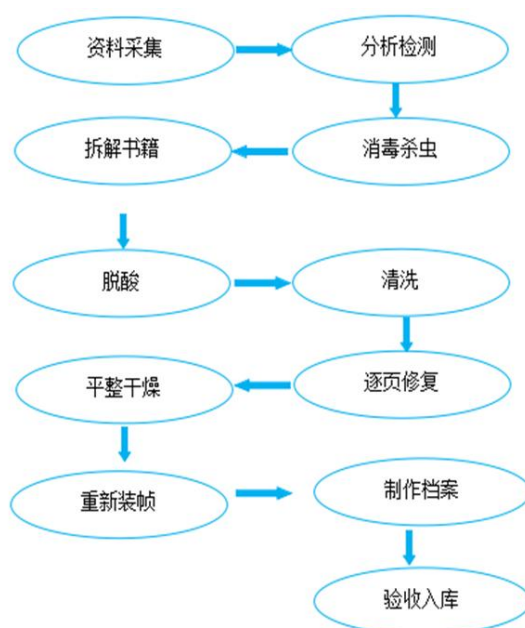 资料采集
分析检测
消毒杀虫
拆解书籍
脱酸
清洗
逐页修复
平整干燥
重新装帧
制作档案
验收入库